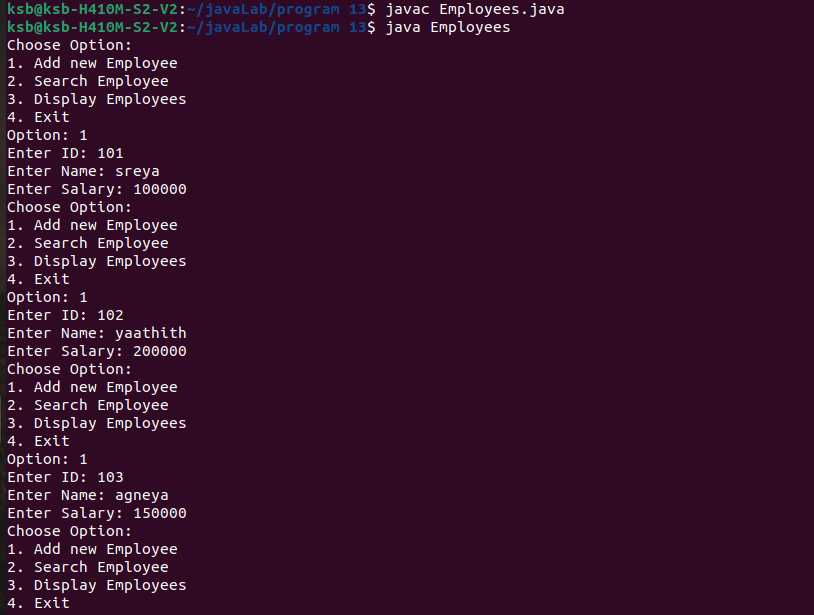 ksb@ksb-H410M-S2-V2:~/javaLab/program 13$ javac Employees.java
ksb@ksb-H410M-S2-V2:~/javaLab/program 13$ java Employees
Choose Option:
1. Add new Employee
2. Search Employee
3. Display Employees
4. Exit
Option: 1
Enter ID: 101
Enter Name: sreya
Enter Salary: 100000
Choose Option:
1. Add new Employee
2. Search Employee
3. Display Employees
4. Exit
Option: 1
Enter ID: 102
Enter Name: yaathith
Enter Salary: 200000
Choose Option:
1. Add new Employee
2. Search Employee
3. Display Employees
4. Exit
Option: 1
Enter ID: 103
Enter Name: agneya
Enter Salary: 150000
Choose Option:
1. Add new Employee
2. Search Employee
3. Display Employees
4. Exit